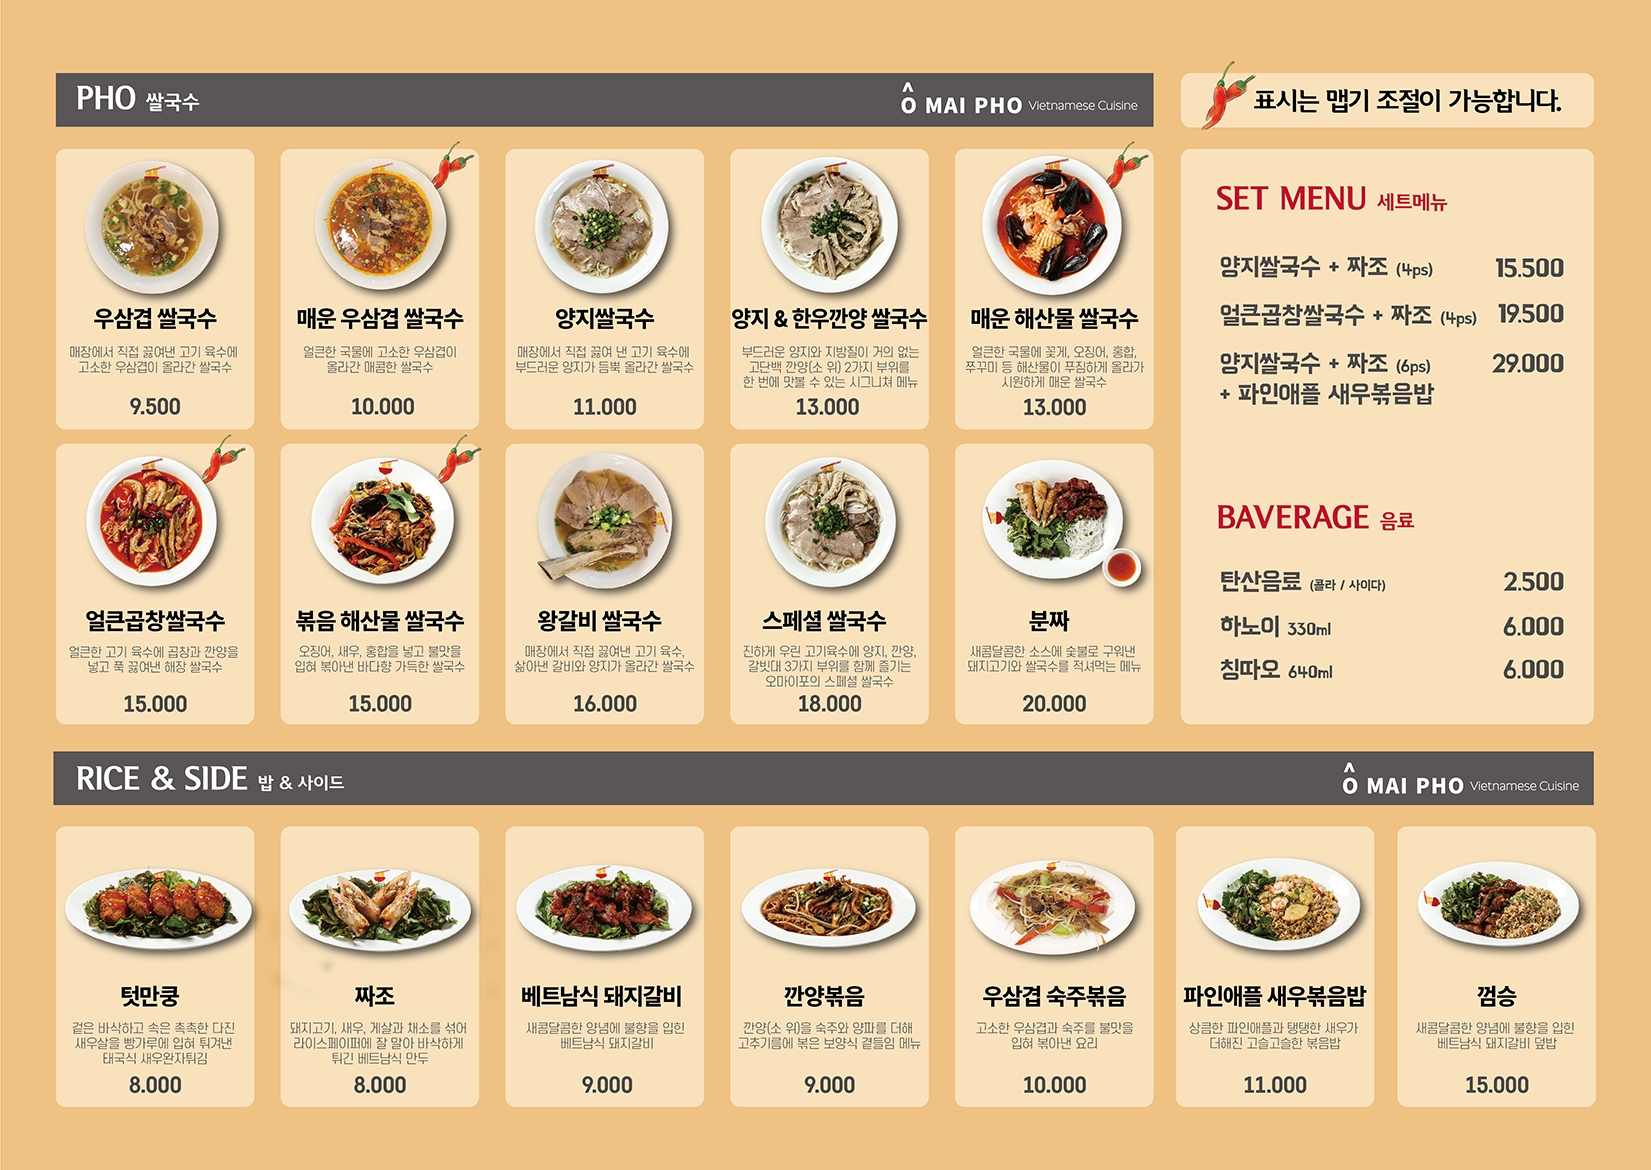 PHO 쌀국수
Ô MAI PHO Vietnamese Cuisine
표시는 맵기 조절이 가능합니다.
우삼겹 쌀국수
매장에서 직접 끓여낸 고기 육수에
고소한 우삼겹이 올라간 쌀국수
9.500
매운 우삼겹 쌀국수
얼큰한 국물에 고소한 우삼겹이
올라간 매콤한 쌀국수
10.000
양지쌀국수
매장에서 직접 끓여 낸 고기 육수에
부드러운 양지가 듬뿍 올라간 쌀국수
11.000
양지 & 한우깐양 쌀국수
부드러운 양지와 지방질이 거의 없는
고단백 깐양(소 위) 2가지 부위를
한 번에 맛볼 수 있는 시그니쳐 메뉴
13.000
매운 해산물 쌀국수
얼큰한 국물에 꽃게, 오징어, 홍합,
쭈꾸미 등 해산물이 푸짐하게 올라가
시원하게 매운 쌀국수
13.000
얼큰곱창쌀국수
얼큰한 고기 육수에 곱창과 깐양을
넣고 푹 끓여낸 해장 쌀국수
15.000
볶음 해산물 쌀국수
오징어, 새우, 홍합을 넣고 불맛을
입혀 볶아낸 바다향 가득한 쌀국수
15.000
왕갈비 쌀국수
매장에서 직접 끓여낸 고기 육수,
삶아낸 갈비와 양지가 올라간 쌀국수
16.000
스페셜 쌀국수
진하게 우린 고기육수에 양지, 깐양,
갈빗대 3가지 부위를 함께 즐기는
오마이포의 스페셜 쌀국수
18.000
분짜
새콤달콤한 소스에 숯불로 구워낸
돼지고기와 쌀국수를 적셔먹는 메뉴
20.000
SET MENU 세트메뉴
양지쌀국수 + 짜조 (4ps) 15.500
얼큰곱창쌀국수 + 짜조 (4ps) 19.500
양지쌀국수 + 짜조 (6ps) 29.000
+ 파인애플 새우볶음밥
BAVERAGE 음료
탄산음료 (콜라 / 사이다) 2.500
하노이 330ml 6.000
칭따오 640ml 6.000
RICE & SIDE 밥 & 사이드
Ô MAI PHO Vietnamese Cuisine
텃만쿵
겉은 바삭하고 속은 촉촉한 다진
새우살을 빵가루에 입혀 튀겨낸
태국식 새우완자튀김
8.000
짜조
돼지고기, 새우, 게살과 채소를 섞어
라이스페이퍼에 잘 말아 바삭하게
튀긴 베트남식 만두
8.000
베트남식 돼지갈비
새콤달콤한 양념에 불향을 입힌
베트남식 돼지갈비
9.000
깐양볶음
깐양(소 위)을 숙주와 양파를 더해
고추기름에 볶은 보양식 곁들임 메뉴
9.000
우삼겹 숙주볶음
고소한 우삼겹과 숙주를 불맛을
입혀 볶아낸 요리
10.000
파인애플 새우볶음밥
상큼한 파인애플과 탱탱한 새우가
더해진 고슬고슬한 볶음밥
11.000
껌승
새콤달콤한 양념에 불향을 입힌
베트남식 돼지갈비 덮밥
15.000